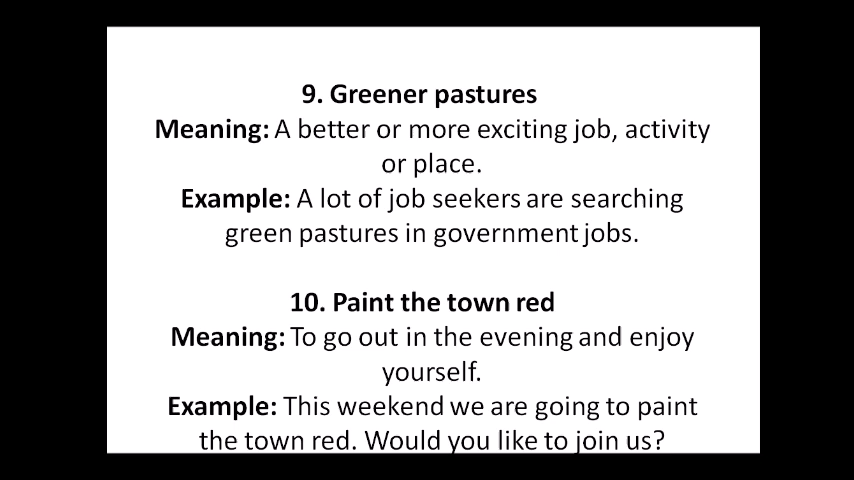 9. Greener pastures
Meaning: A better or more exciting job, activity
or place.
Example: A lot of job seekers are searching
green pastures in government jobs.
10. Paint the town red
Meaning: To go out in the evening and enjoy
yourself.
Example: This weekend we are going to paint
the town red. Would you like to join us?